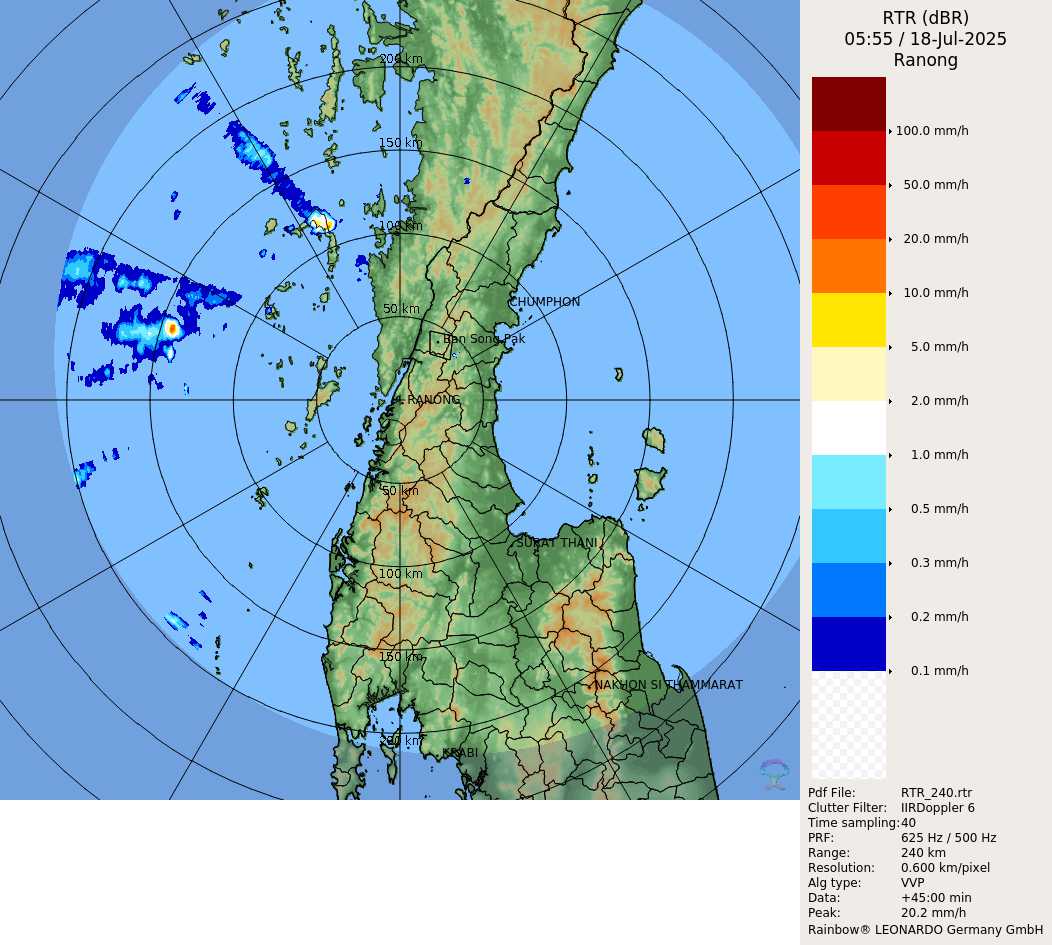 RTR (dBR)
05:55 / 18-Jul-2025
Ranong
200 km
150 km
100 km
50 km
CHUMPHON
Ban Song Pak
RANONG
50 km
SURAT THANI
100 km
150 km
NAKHON SI THAMMARAT
200 km
KRABI
100.0 mm/h
50.0 mm/h
20.0 mm/h
10.0 mm/h
5.0 mm/h
2.0 mm/h
1.0 mm/h
0.5 mm/h
0.3 mm/h
0.2 mm/h
0.1 mm/h
Pdf File: RTR_240.rtr
Clutter Filter: IIRDoppler 6
Time sampling:40
PRF: 625 Hz / 500 Hz
Range: 240 km
Resolution: 0.600 km/pixel
Alg type: VVP
Data: +45:00 min
Peak: 20.2 mm/h
Rainbow® LEONARDO Germany GmbH